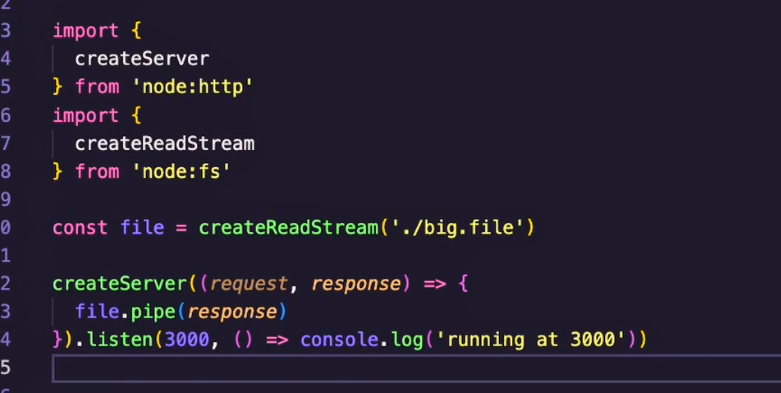 2
3 import {
4 createServer
5 } from 'node:http'
6 import {
7 createReadStream
8 } from 'node:fs'
9
0 const file = createReadStream('./big.file')
1
2 createServer((request, response) => {
3 file.pipe(response)
4 }).listen(3000, () => console.log('running at 3000'))
5